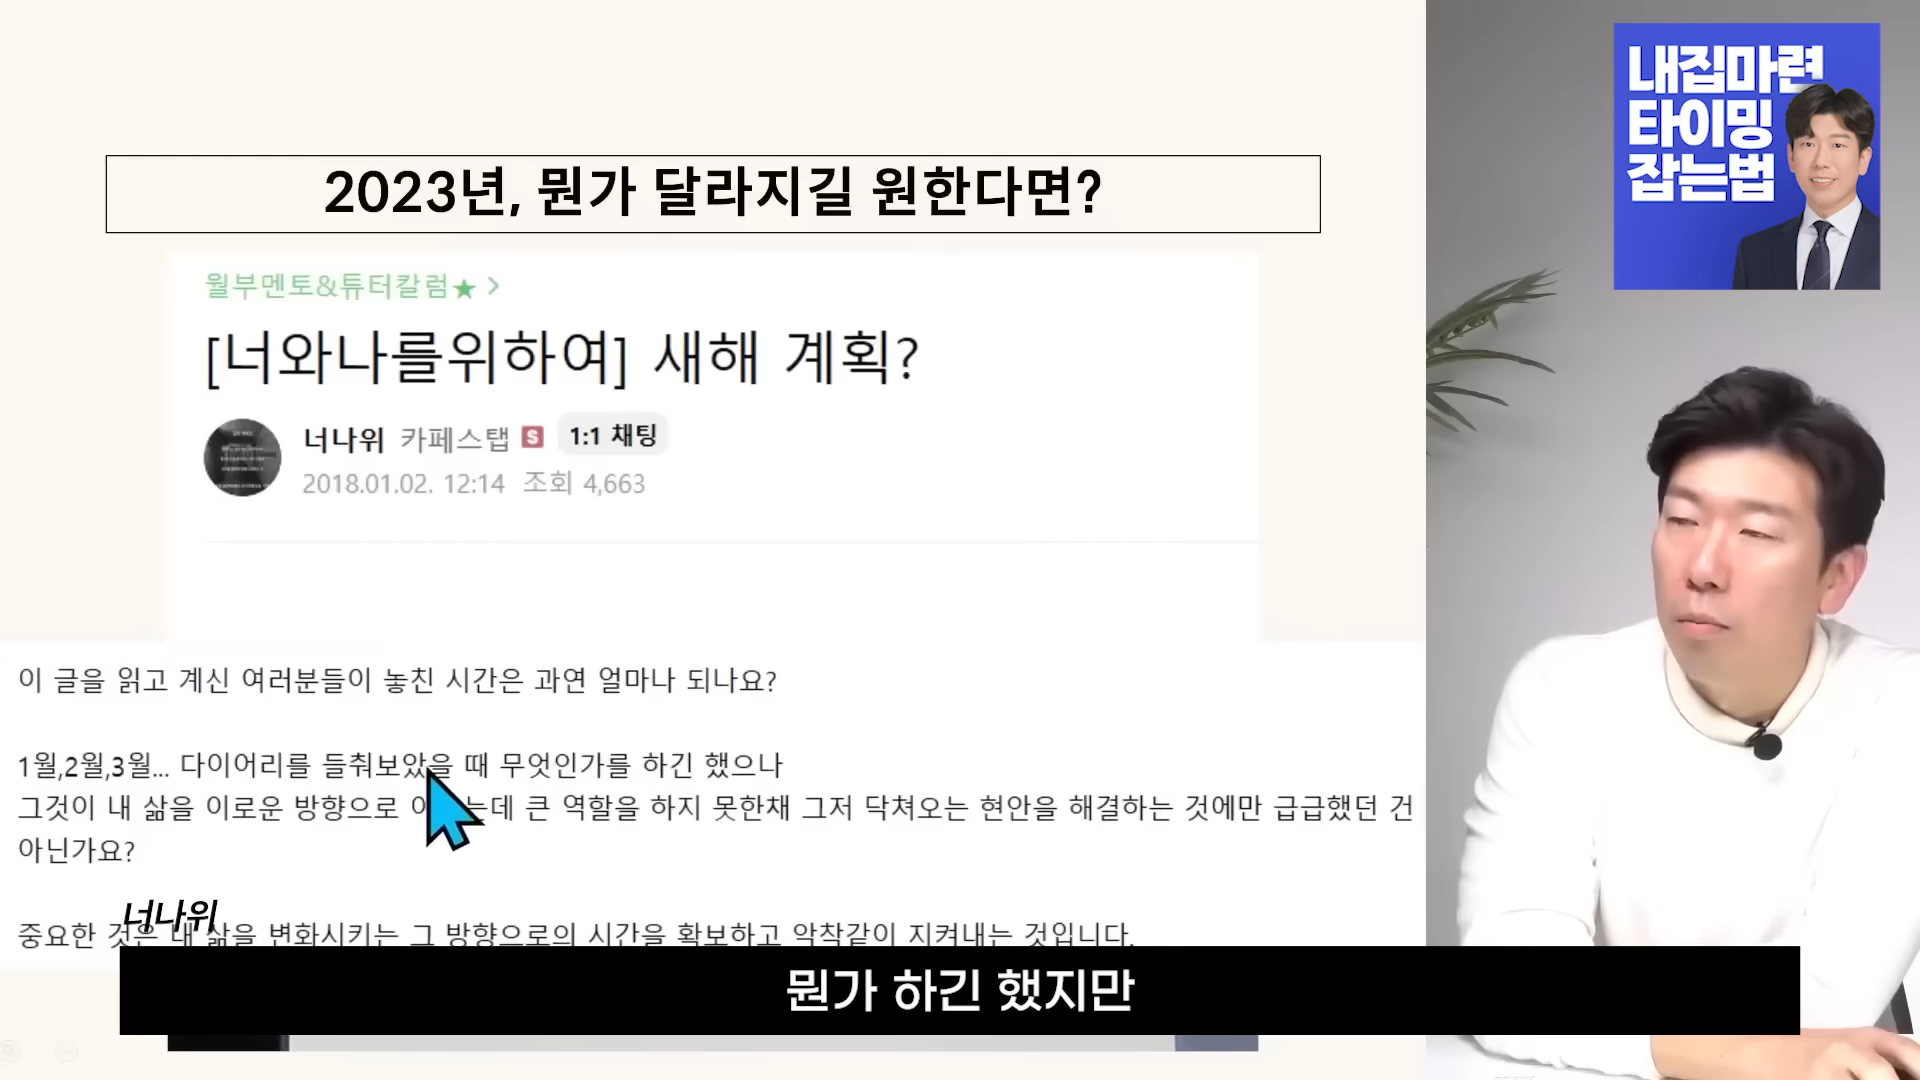 내집마련
타이밍
잡는법
2023년, 뭔가 달라지길 원한다면?
월부멘토&튜터칼럼★ >
[너와나를위하여] 새해 계획?
너나위 카페스탭 S 1:1 채팅
2018.01.02. 12:14 조회 4,663
이 글을 읽고 계신 여러분들이 놓친 시간은 과연 얼마나 되나요?
1월,2월,3월... 다이어리를 들춰보았을 때 무엇인가를 하긴 했으나
그것이 내 삶을 이로운 방향으로 큰 역할을 하지 못한채 그저 닥쳐오는 현안을 해결하는 것에만 급급했던 건
아닌가요?
너나위
중요한 것은 내 삶을 변화시키는 그 방향으로의 시간을 확보하고 악착같이 지켜내는 것입니다.
뭔가 하긴 했지만